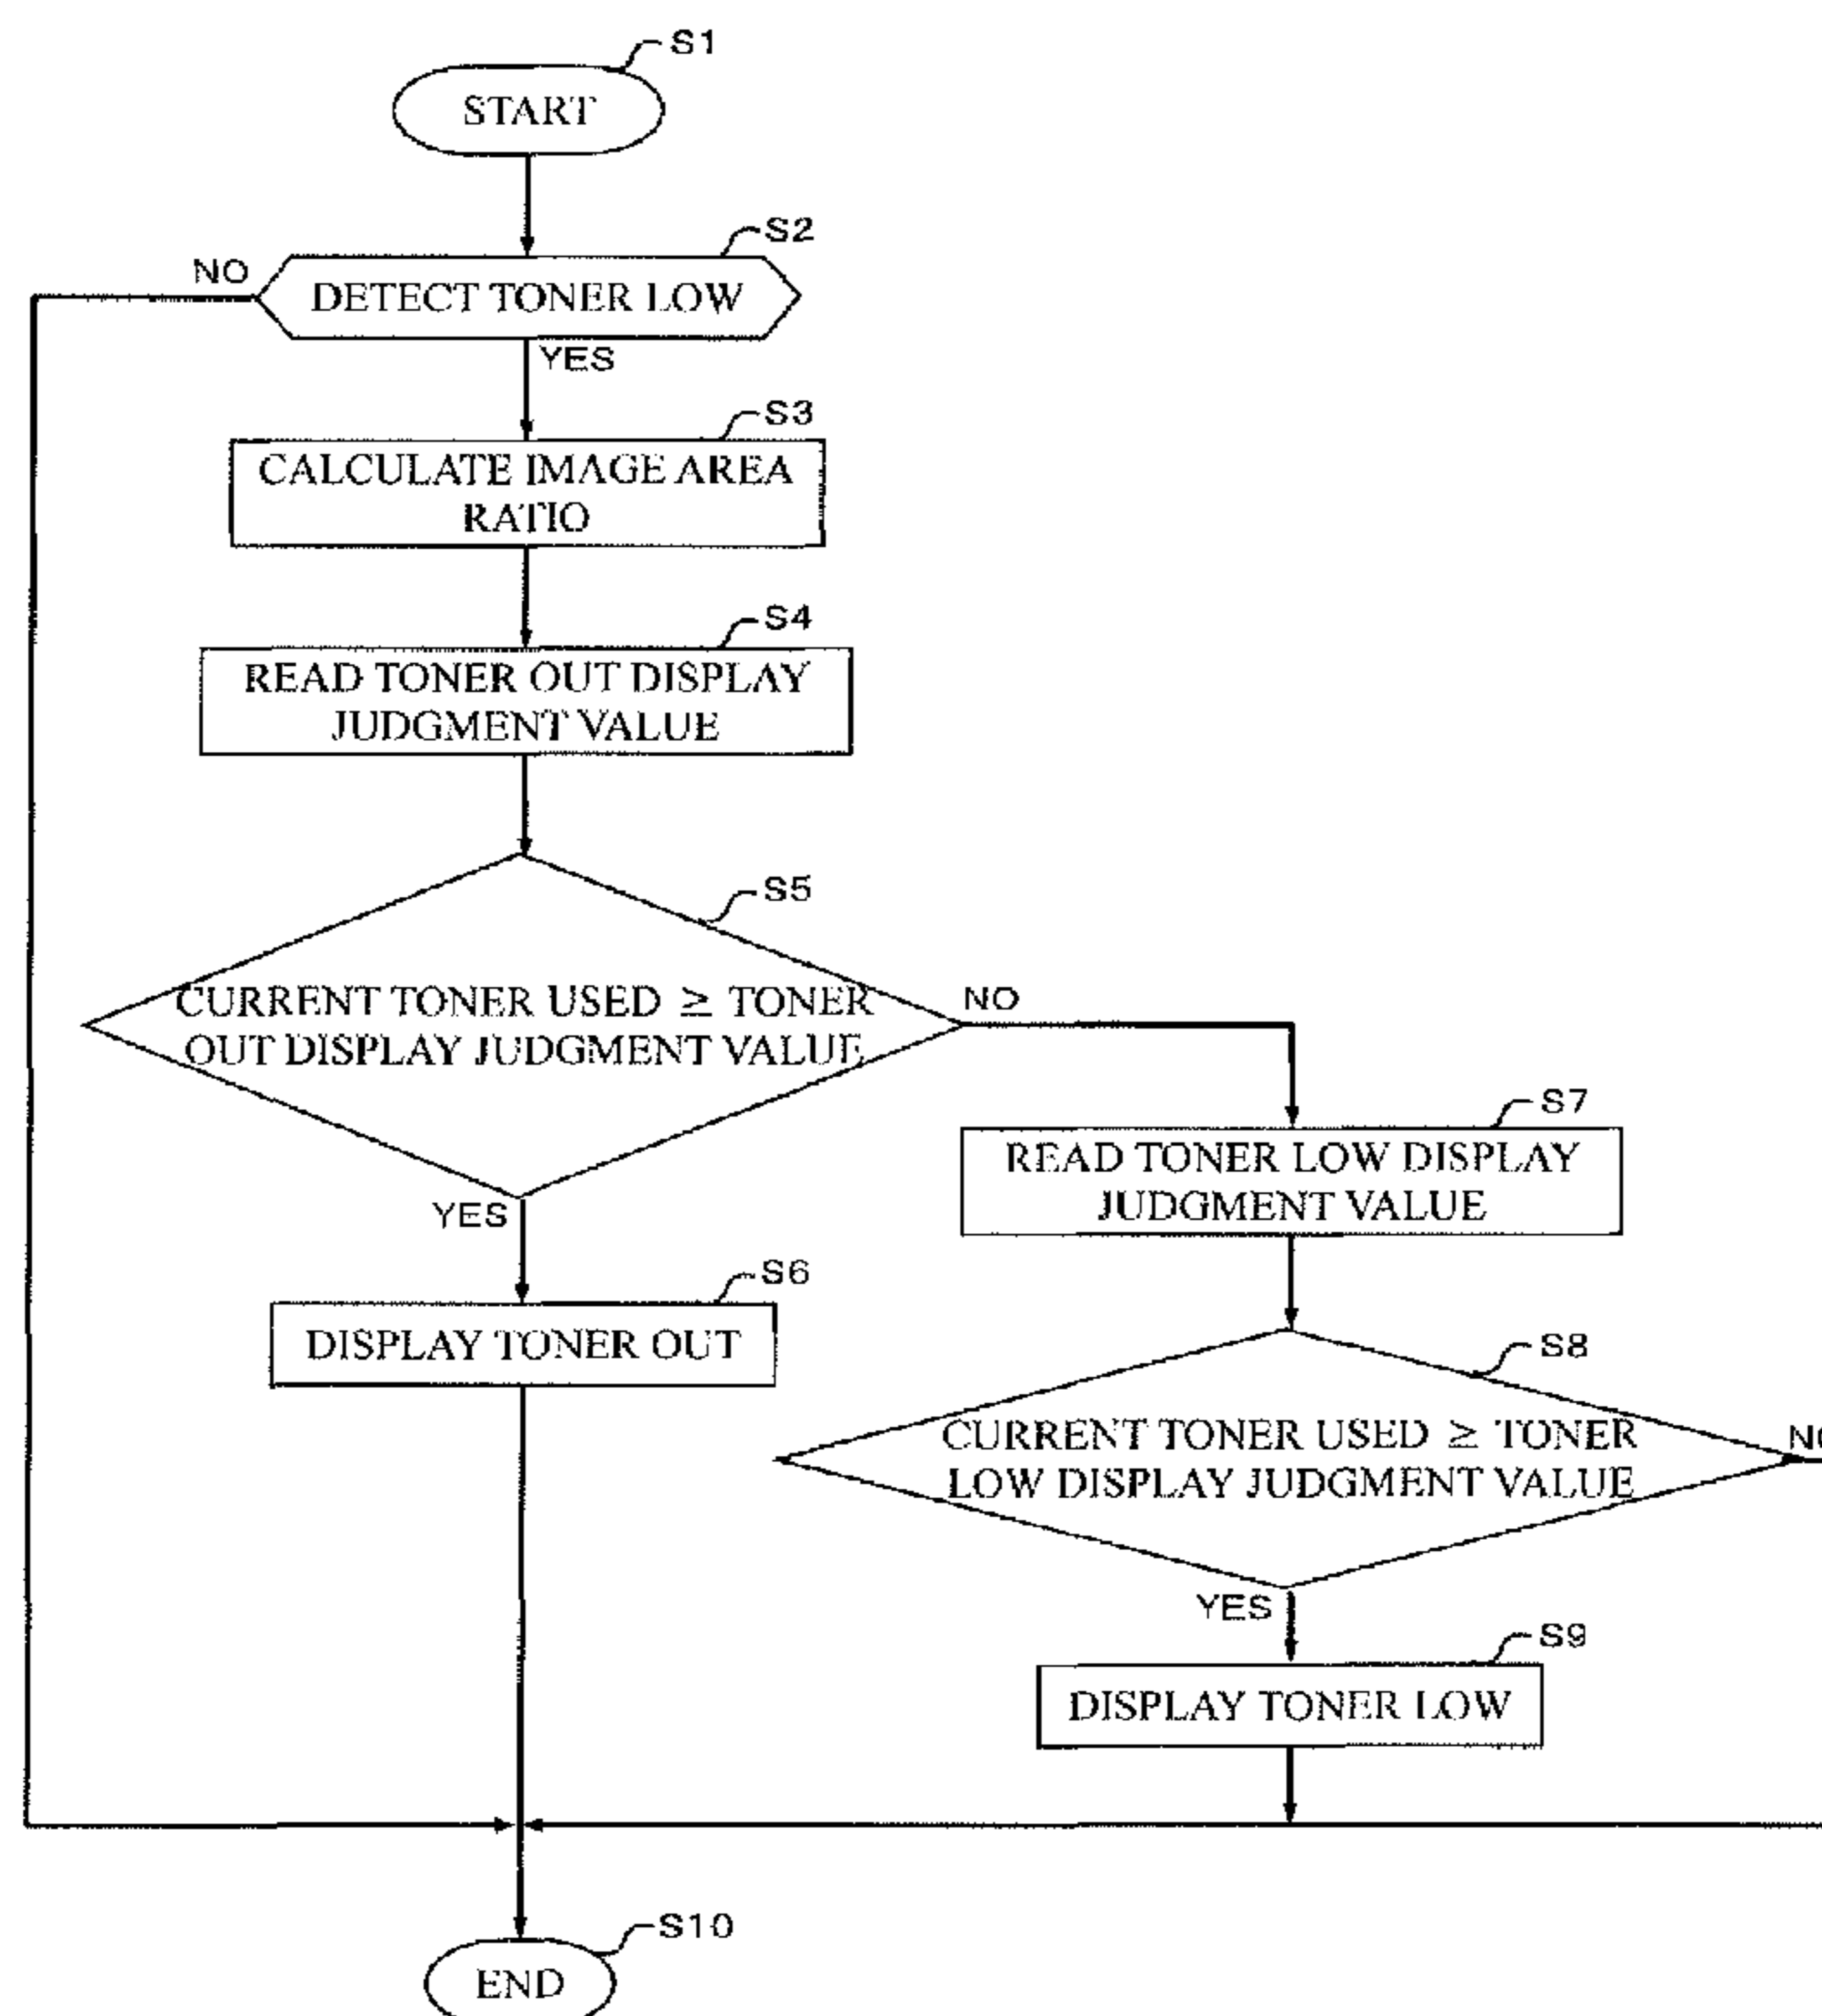 S1
START
S2
NO
DETECT TONER LOW
YES
S3
CALCULATE IMAGE AREA
RATIO
S4
READ TONER OUT DISPLAY
JUDGMENT VALUE
S5
CURRENT TONER USED ≥ TONER
OUT DISPLAY JUDGMENT VALUE
NO
YES
S7
READ TONER LOW DISPLAY
JUDGMENT VALUE
S6
DISPLAY TONER OUT
S8
CURRENT TONER USED ≥ TONER
LOW DISPLAY JUDGMENT VALUE
NO
YES
S9
DISPLAY TONER LOW
S10
END